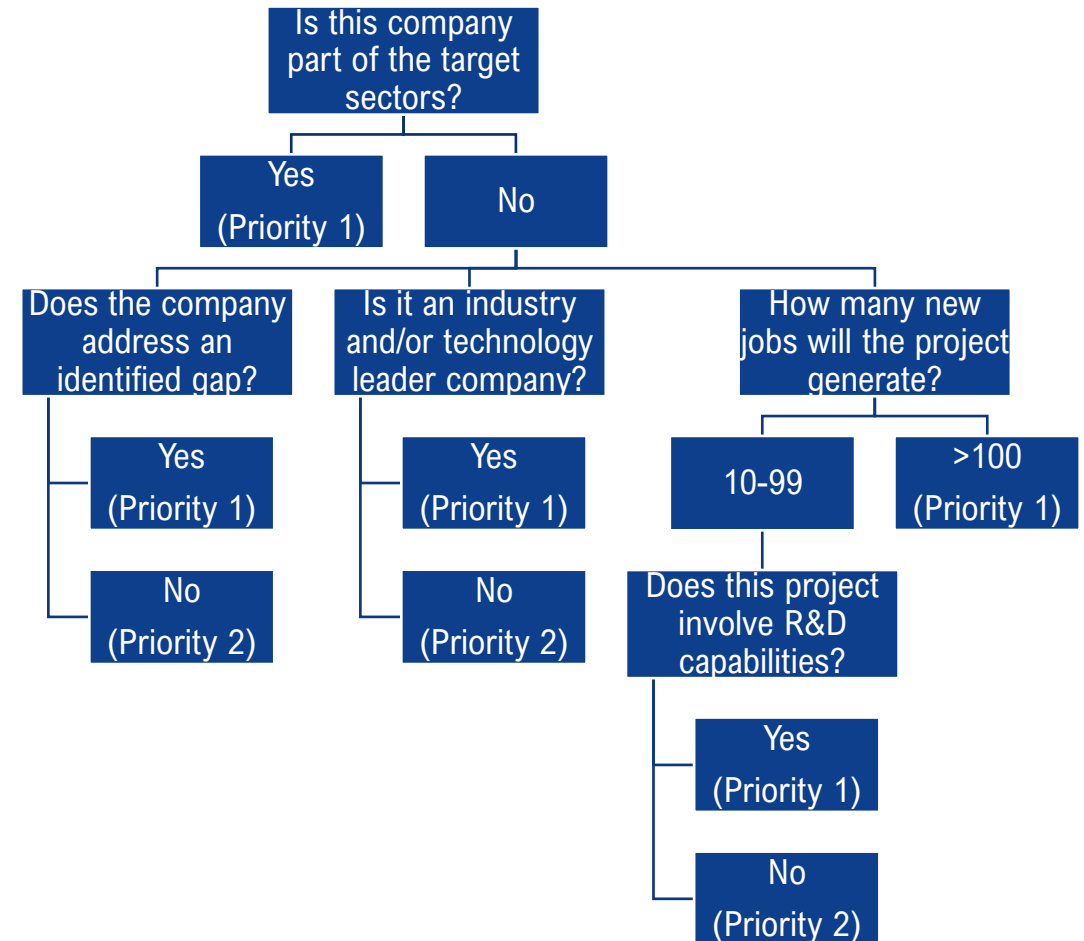 Is this company
part of the target
sectors?
Yes
(Priority 1)
No
Does the company
address an
identified gap?
Is it an industry
and/or technology
leader company?
How many new
jobs will the project
generate?
Yes
(Priority 1)
No
(Priority 2)
Yes
(Priority 1)
No
(Priority 2)
10-99
>100
(Priority 1)
Does this project
involve R&D
capabilities?
Yes
(Priority 1)
No
(Priority 2)